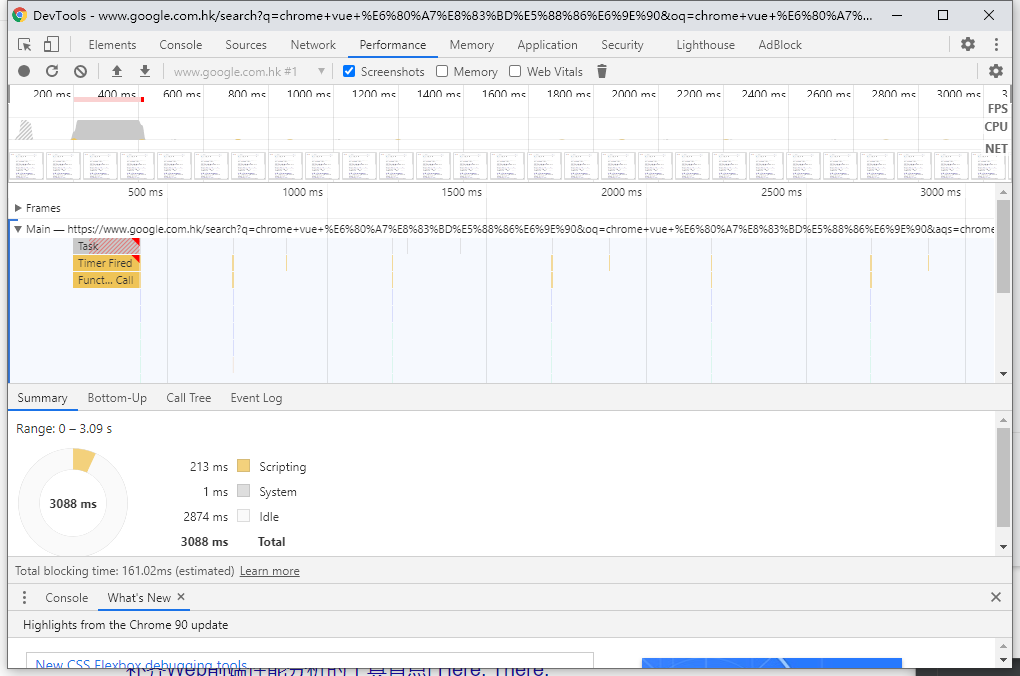 DevTools - www.google.com.hk/search?q=chrome+vue+%E6%80%A7%E8%83%BD%E5%88%86%E6%9E%90&oq=chrome+vue+%E6%80%A7%...
Elements Console Sources Network Performance Memory Application Security Lighthouse AdBlock
www.google.com.hk #1 Screenshots Memory Web Vitals
200 ms 400 ms 600 ms 800 ms 1000 ms 1200 ms 1400 ms 1600 ms 1800 ms 2000 ms 2200 ms 2400 ms 2600 ms 2800 ms 3000 ms 3
FPS
CPU
NET
500 ms 1000 ms 1500 ms 2000 ms 2500 ms 3000 ms
Frames
Main — https://www.google.com.hk/search?q=chrome+vue+%E6%80%A7%E8%83%BD%E5%88%86%E6%9E%90&oq=chrome+vue+%E6%80%A7%E8%83%BD%E5%88%86%E6%9E%90&aqs=chrome
Task
Timer Fired
Funct... Call
Summary Bottom-Up Call Tree Event Log
Range: 0 – 3.09 s
3088 ms
213 ms Scripting
1 ms System
2874 ms Idle
3088 ms Total
Total blocking time: 161.02ms (estimated) Learn more
Console What's New
Highlights from the Chrome 90 update
New CSS Flexbox debugging tools
Here. There.